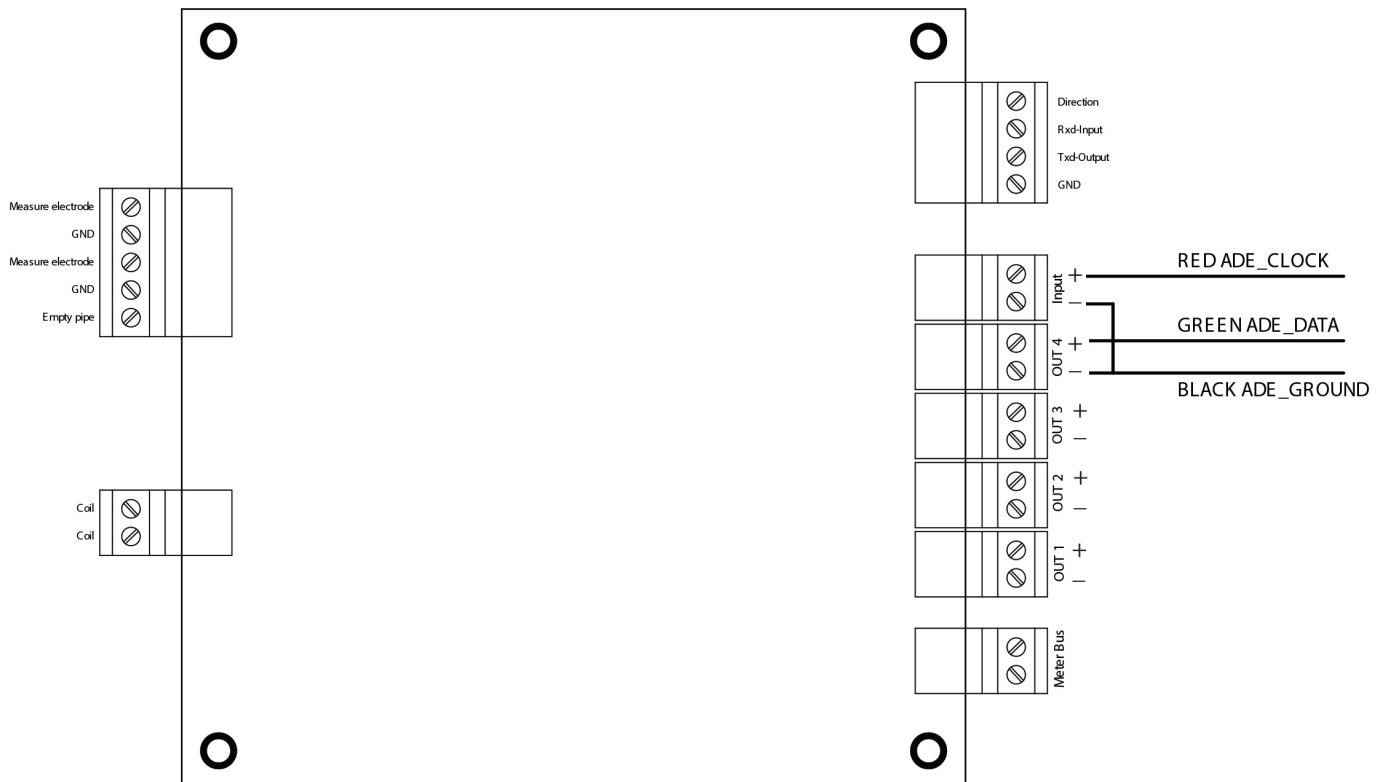 Measure electrode
GND
Measure electrode
GND
Empty pipe
Coil
Coil
Direction
Rxd-Input
Txd-Output
GND
Input
+
−
RED ADE_CLOCK
OUT 4
+
−
GREEN ADE_DATA
BLACK ADE_GROUND
OUT 3
+
−
OUT 2
+
−
OUT 1
+
−
Meter Bus